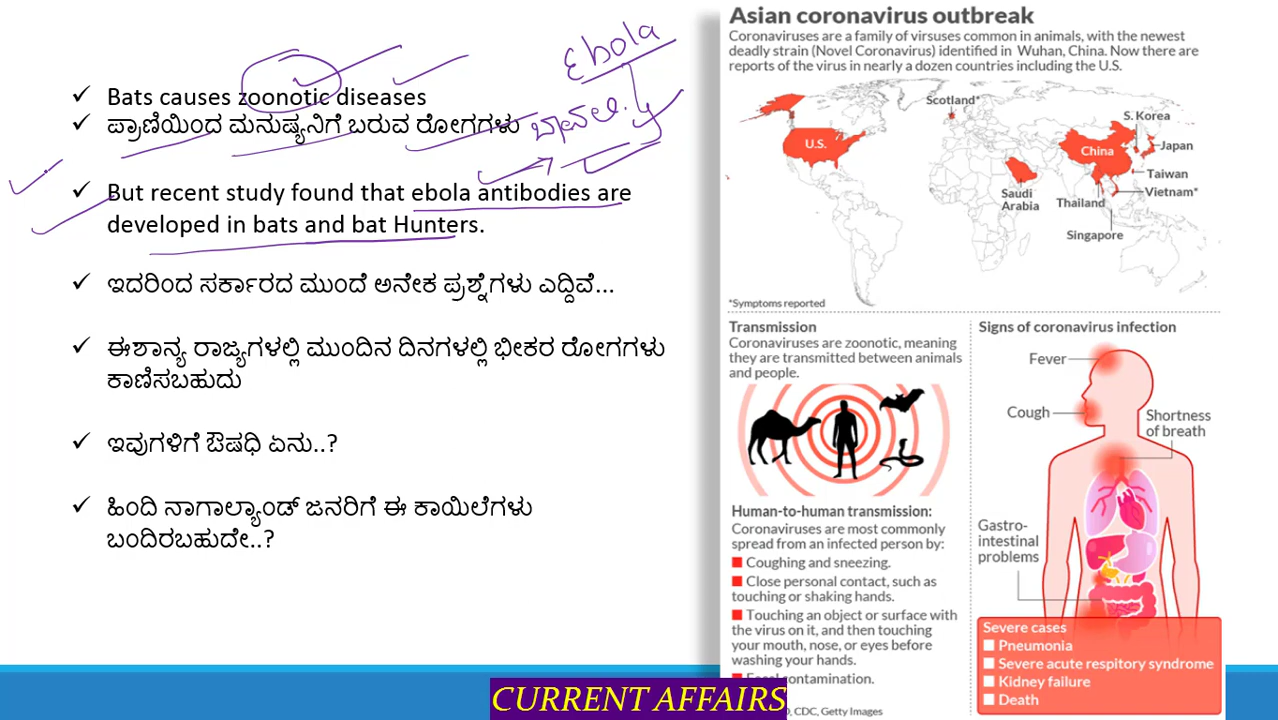 Ebola
ಬಾವಲಿ.
✓ Bats causes zoonotic diseases
✓ ಪ್ರಾಣಿಯಿಂದ ಮನುಷ್ಯನಿಗೆ ಬರುವ ರೋಗಗಳು
✓ But recent study found that ebola antibodies are
developed in bats and bat Hunters.
✓ ಇದರಿಂದ ಸರ್ಕಾರದ ಮುಂದೆ ಅನೇಕ ಪ್ರಶ್ನೆಗಳು ಎದ್ದಿವೆ...
✓ ಈಶಾನ್ಯ ರಾಜ್ಯಗಳಲ್ಲಿ ಮುಂದಿನ ದಿನಗಳಲ್ಲಿ ಭೀಕರ ರೋಗಗಳು
ಕಾಣಿಸಬಹುದು
✓ ಇವುಗಳಿಗೆ ಔಷಧಿ ಏನು..?
✓ ಹಿಂದಿ ನಾಗಾಲ್ಯಾಂಡ್ ಜನರಿಗೆ ಈ ಕಾಯಿಲೆಗಳು
ಬಂದಿರಬಹುದೇ..?
Asian coronavirus outbreak
Coronaviruses are a family of virsuses common in animals, with the newest
deadly strain (Novel Coronavirus) identified in Wuhan, China. Now there are
reports of the virus in nearly a dozen countries including the U.S.
Scotland*
S. Korea
U.S.
China
Japan
Taiwan
Saudi
Arabia
Vietnam*
Thailand
Singapore
*Symptoms reported
Transmission
Coronaviruses are zoonotic, meaning
they are transmitted between animals
and people.
Human-to-human transmission:
Coronaviruses are most commonly
spread from an infected person by:
Coughing and sneezing.
Close personal contact, such as
touching or shaking hands.
Touching an object or surface with
the virus on it, and then touching
your mouth, nose, or eyes before
washing your hands.
contamination.
CDC, Getty Images
Signs of coronavirus infection
Fever
Cough
Shortness
of breath
Gastro-
intestinal
problems
Severe cases
Pneumonia
Severe acute respitory syndrome
Kidney failure
Death
CURRENT AFFAIRS